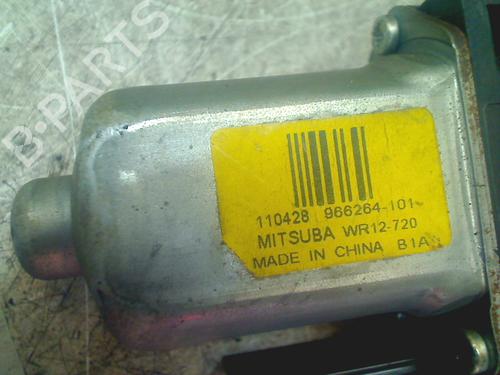 B-PARTS
110428 966264-101
MITSUBA WR12-720
MADE IN CHINA B1A